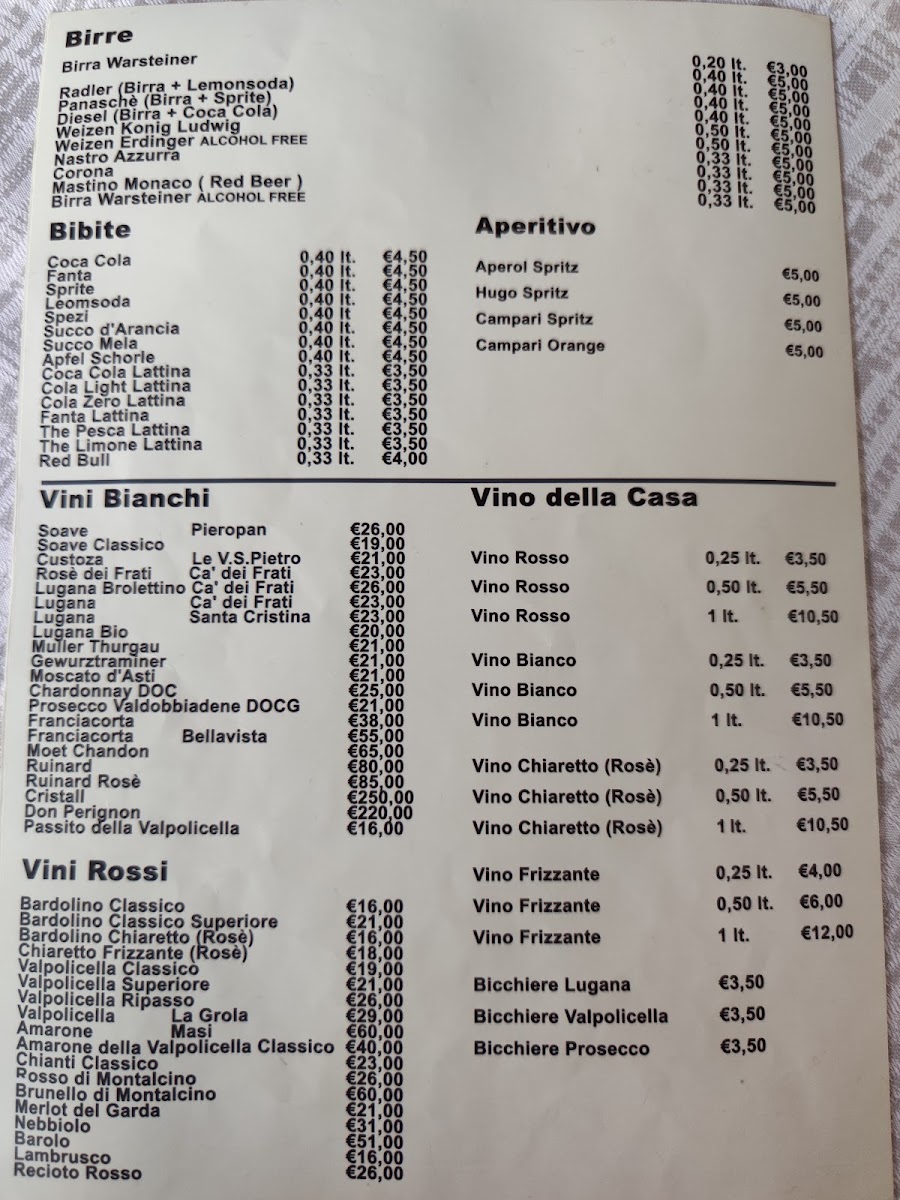 Birre
Birra Warsteiner 0,20 lt. €3,00
0,40 lt. €5,00
Radler (Birra + Lemonsoda) 0,40 lt. €5,00
Panaschè (Birra + Sprite) 0,40 lt. €5,00
Diesel (Birra + Coca Cola) 0,40 lt. €5,00
Weizen Konig Ludwig 0,50 lt. €5,00
Weizen Erdinger ALCOHOL FREE 0,50 lt. €5,00
Nastro Azzurra 0,33 lt. €5,00
Corona 0,33 lt. €5,00
Mastino Monaco ( Red Beer ) 0,33 lt. €5,00
Birra Warsteiner ALCOHOL FREE 0,33 lt. €5,00
Bibite
Coca Cola 0,40 lt. €4,50
Fanta 0,40 lt. €4,50
Sprite 0,40 lt. €4,50
Leomsoda 0,40 lt. €4,50
Spezi 0,40 lt €4,50
Succo d'Arancia 0,40 lt. €4,50
Succo Mela 0,40 lt. €4,50
Apfel Schorle 0,40 lt. €4,50
Coca Cola Lattina 0,33 lt. €3,50
Cola Light Lattina 0,33 lt. €3,50
Cola Zero Lattina 0,33 lt. €3,50
Fanta Lattina 0,33 lt. €3,50
The Pesca Lattina 0,33 lt. €3,50
The Limone Lattina 0,33 lt. €3,50
Red Bull 0,33 lt. €4,00
Aperitivo
Aperol Spritz €5,00
Hugo Spritz €5,00
Campari Spritz €5,00
Campari Orange €5,00
Vini Bianchi
Soave Pieropan €26,00
Soave Classico €19,00
Custoza Le V.S.Pietro €21,00
Rosè dei Frati Ca' dei Frati €23,00
Lugana Brolettino Ca' dei Frati €26,00
Lugana Ca' dei Frati €23,00
Lugana Santa Cristina €23,00
Lugana Bio €20,00
Muller Thurgau €21,00
Gewurztraminer €21,00
Moscato d'Asti €21,00
Chardonnay DOC €25,00
Prosecco Valdobbiadene DOCG €21,00
Franciacorta €38,00
Franciacorta Bellavista €55,00
Moet Chandon €65,00
Ruinard €80,00
Ruinard Rosè €85,00
Cristall €250,00
Don Perignon €220,00
Passito della Valpolicella €16,00
Vini Rossi
Bardolino Classico €16,00
Bardolino Classico Superiore €21,00
Bardolino Chiaretto (Rosè) €16,00
Chiaretto Frizzante (Rosè) €18,00
Valpolicella Classico €19,00
Valpolicella Superiore €21,00
Valpolicella Ripasso €26,00
Valpolicella La Grola €29,00
Amarone Masi €60,00
Amarone della Valpolicella Classico €40,00
Chianti Classico €23,00
Rosso di Montalcino €26,00
Brunello di Montalcino €60,00
Merlot del Garda €21,00
Nebbiolo €31,00
Barolo €51,00
Lambrusco €16,00
Recioto Rosso €26,00
Vino della Casa
Vino Rosso 0,25 lt. €3,50
Vino Rosso 0,50 lt. €5,50
Vino Rosso 1 lt. €10,50
Vino Bianco 0,25 lt. €3,50
Vino Bianco 0,50 lt. €5,50
Vino Bianco 1 lt. €10,50
Vino Chiaretto (Rosè) 0,25 lt. €3,50
Vino Chiaretto (Rosè) 0,50 lt. €5,50
Vino Chiaretto (Rosè) 1 lt. €10,50
Vino Frizzante 0,25 lt. €4,00
Vino Frizzante 0,50 lt. €6,00
Vino Frizzante 1 lt. €12,00
Bicchiere Lugana €3,50
Bicchiere Valpolicella €3,50
Bicchiere Prosecco €3,50